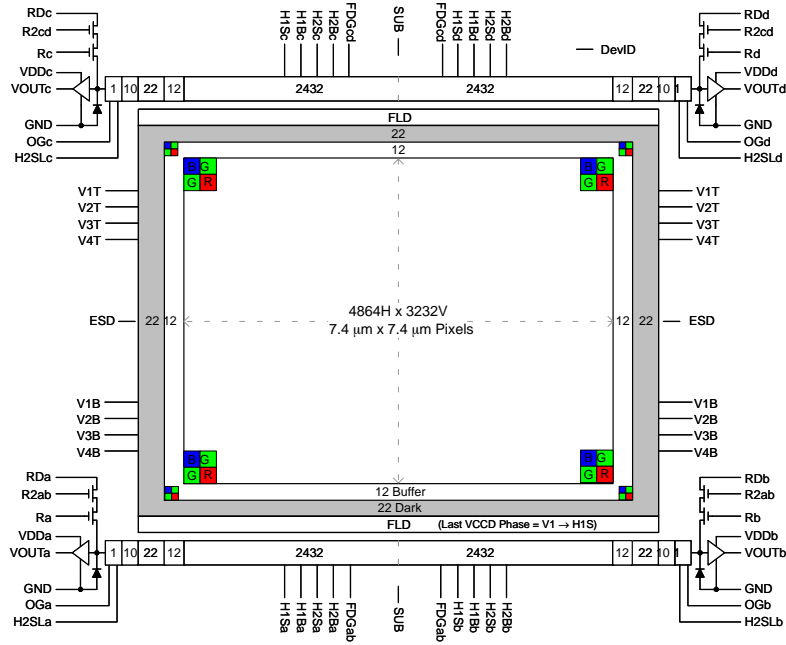 RDc
R2cd
Rc
VDDc
VOUTc
GND
OGc
H2SLc
H1Sc
H1Bc
H2Sc
H2Bc
FDGcd
SUB
FDGcd
H1Sd
H1Bd
H2Sd
H2Bd
DevID
RDd
R2cd
Rd
VDDd
VOUTd
GND
OGd
H2SLd
1 10 22 12 2432 2432 12 22 10 1
FLD
22
12
B G
G R
B G
G R
V1T
V2T
V3T
V4T
V1T
V2T
V3T
V4T
4864H x 3232V
7.4 μm x 7.4 μm Pixels
ESD
22 12
12 22
ESD
V1B
V2B
V3B
V4B
V1B
V2B
V3B
V4B
B G
G R
B G
G R
12 Buffer
22 Dark
FLD (Last VCCD Phase = V1 → H1S)
RDa
R2ab
Ra
VDDa
VOUTa
GND
OGa
H2SLa
1 10 22 12 2432 2432 12 22 10 1
H1Sa
H1Ba
H2Sa
H2Ba
FDGab
SUB
FDGab
H1Sb
H1Bb
H2Sb
H2Bb
RDb
R2ab
Rb
VDDb
VOUTb
GND
OGb
H2SLb